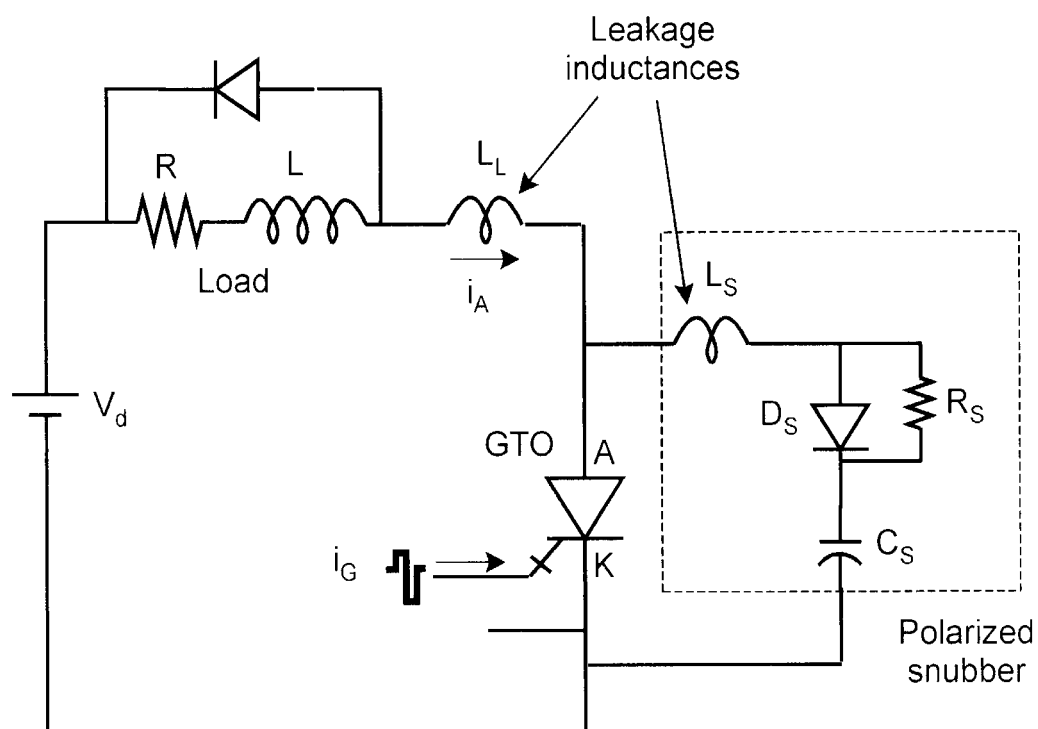 Leakage
inductances
R
L
L_L
Load
i_A
L_S
V_d
D_S
R_S
GTO
A
i_G
K
C_S
Polarized
snubber